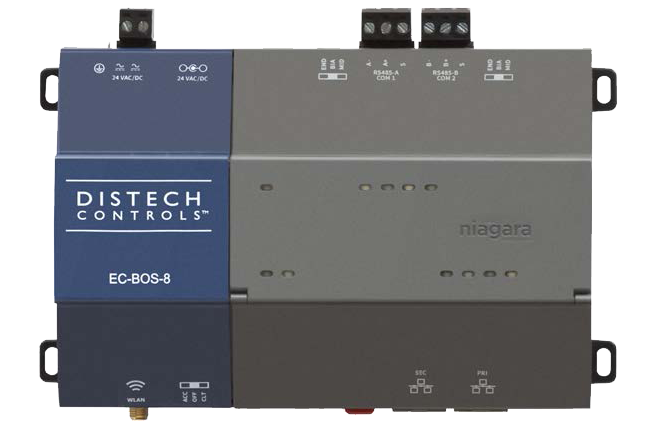 24 VAC/DC
24 VAC/DC
END
BIA
MID
A-
A+
S
RS485-A
COM 1
B-
B+
S
RS485-B
COM 2
END
BIA
MID
DISTECH
CONTROLS™
niagara
EC-BOS-8
WLAN
ACC
OFF
CLT
SEC
PRI